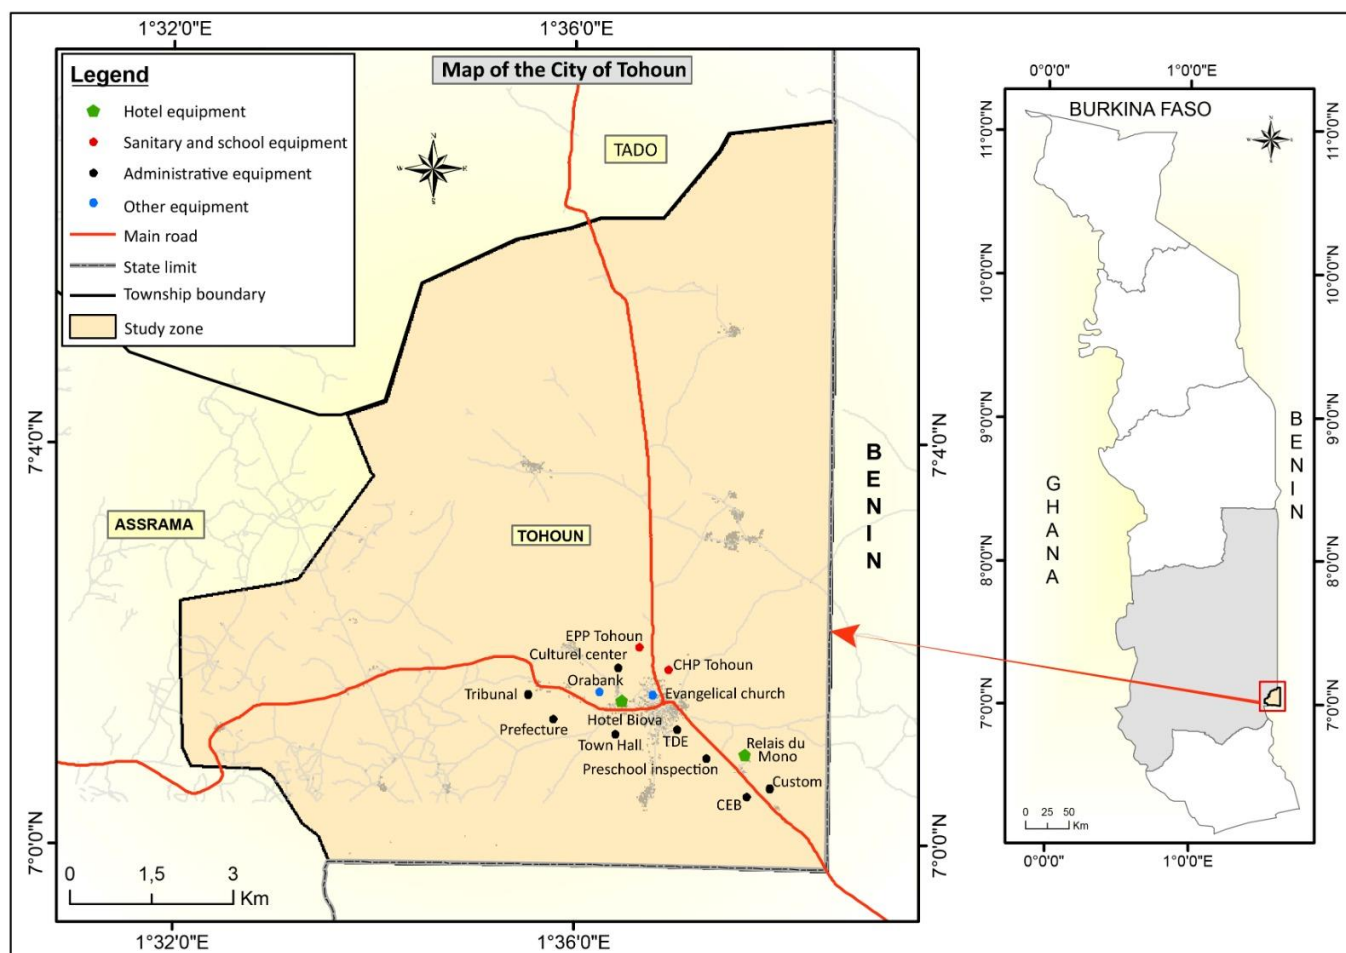 1°32'0"E
1°36'0"E
Map of the City of Tohoun
Legend
Hotel equipment
Sanitary and school equipment
Administrative equipment
Other equipment
Main road
State limit
Township boundary
Study zone
N
W
E
S
TADO
7°4'0"N
7°4'0"N
BENIN
ASSRAMA
TOHOUN
EPP Tohoun
Culturel center
CHP Tohoun
Orabank
Evangelical church
Tribunal
Hotel Biova
Prefecture
Town Hall
TDE
Relais du
Mono
Preschool inspection
Custom
CEB
7°0'0"N
7°0'0"N
0 1,5 3
Km
1°32'0"E
1°36'0"E
0°0'0"
1°0'0"E
BURKINA FASO
N
W
E
S
11°0'0"N
11°0'0"N
10°0'0"N
10°0'0"N
9°0'0"N
9°0'0"N
BENIN
GHANA
8°0'0"N
8°0'0"N
7°0'0"N
7°0'0"N
0 25 50
Km
0°0'0"
1°0'0"E